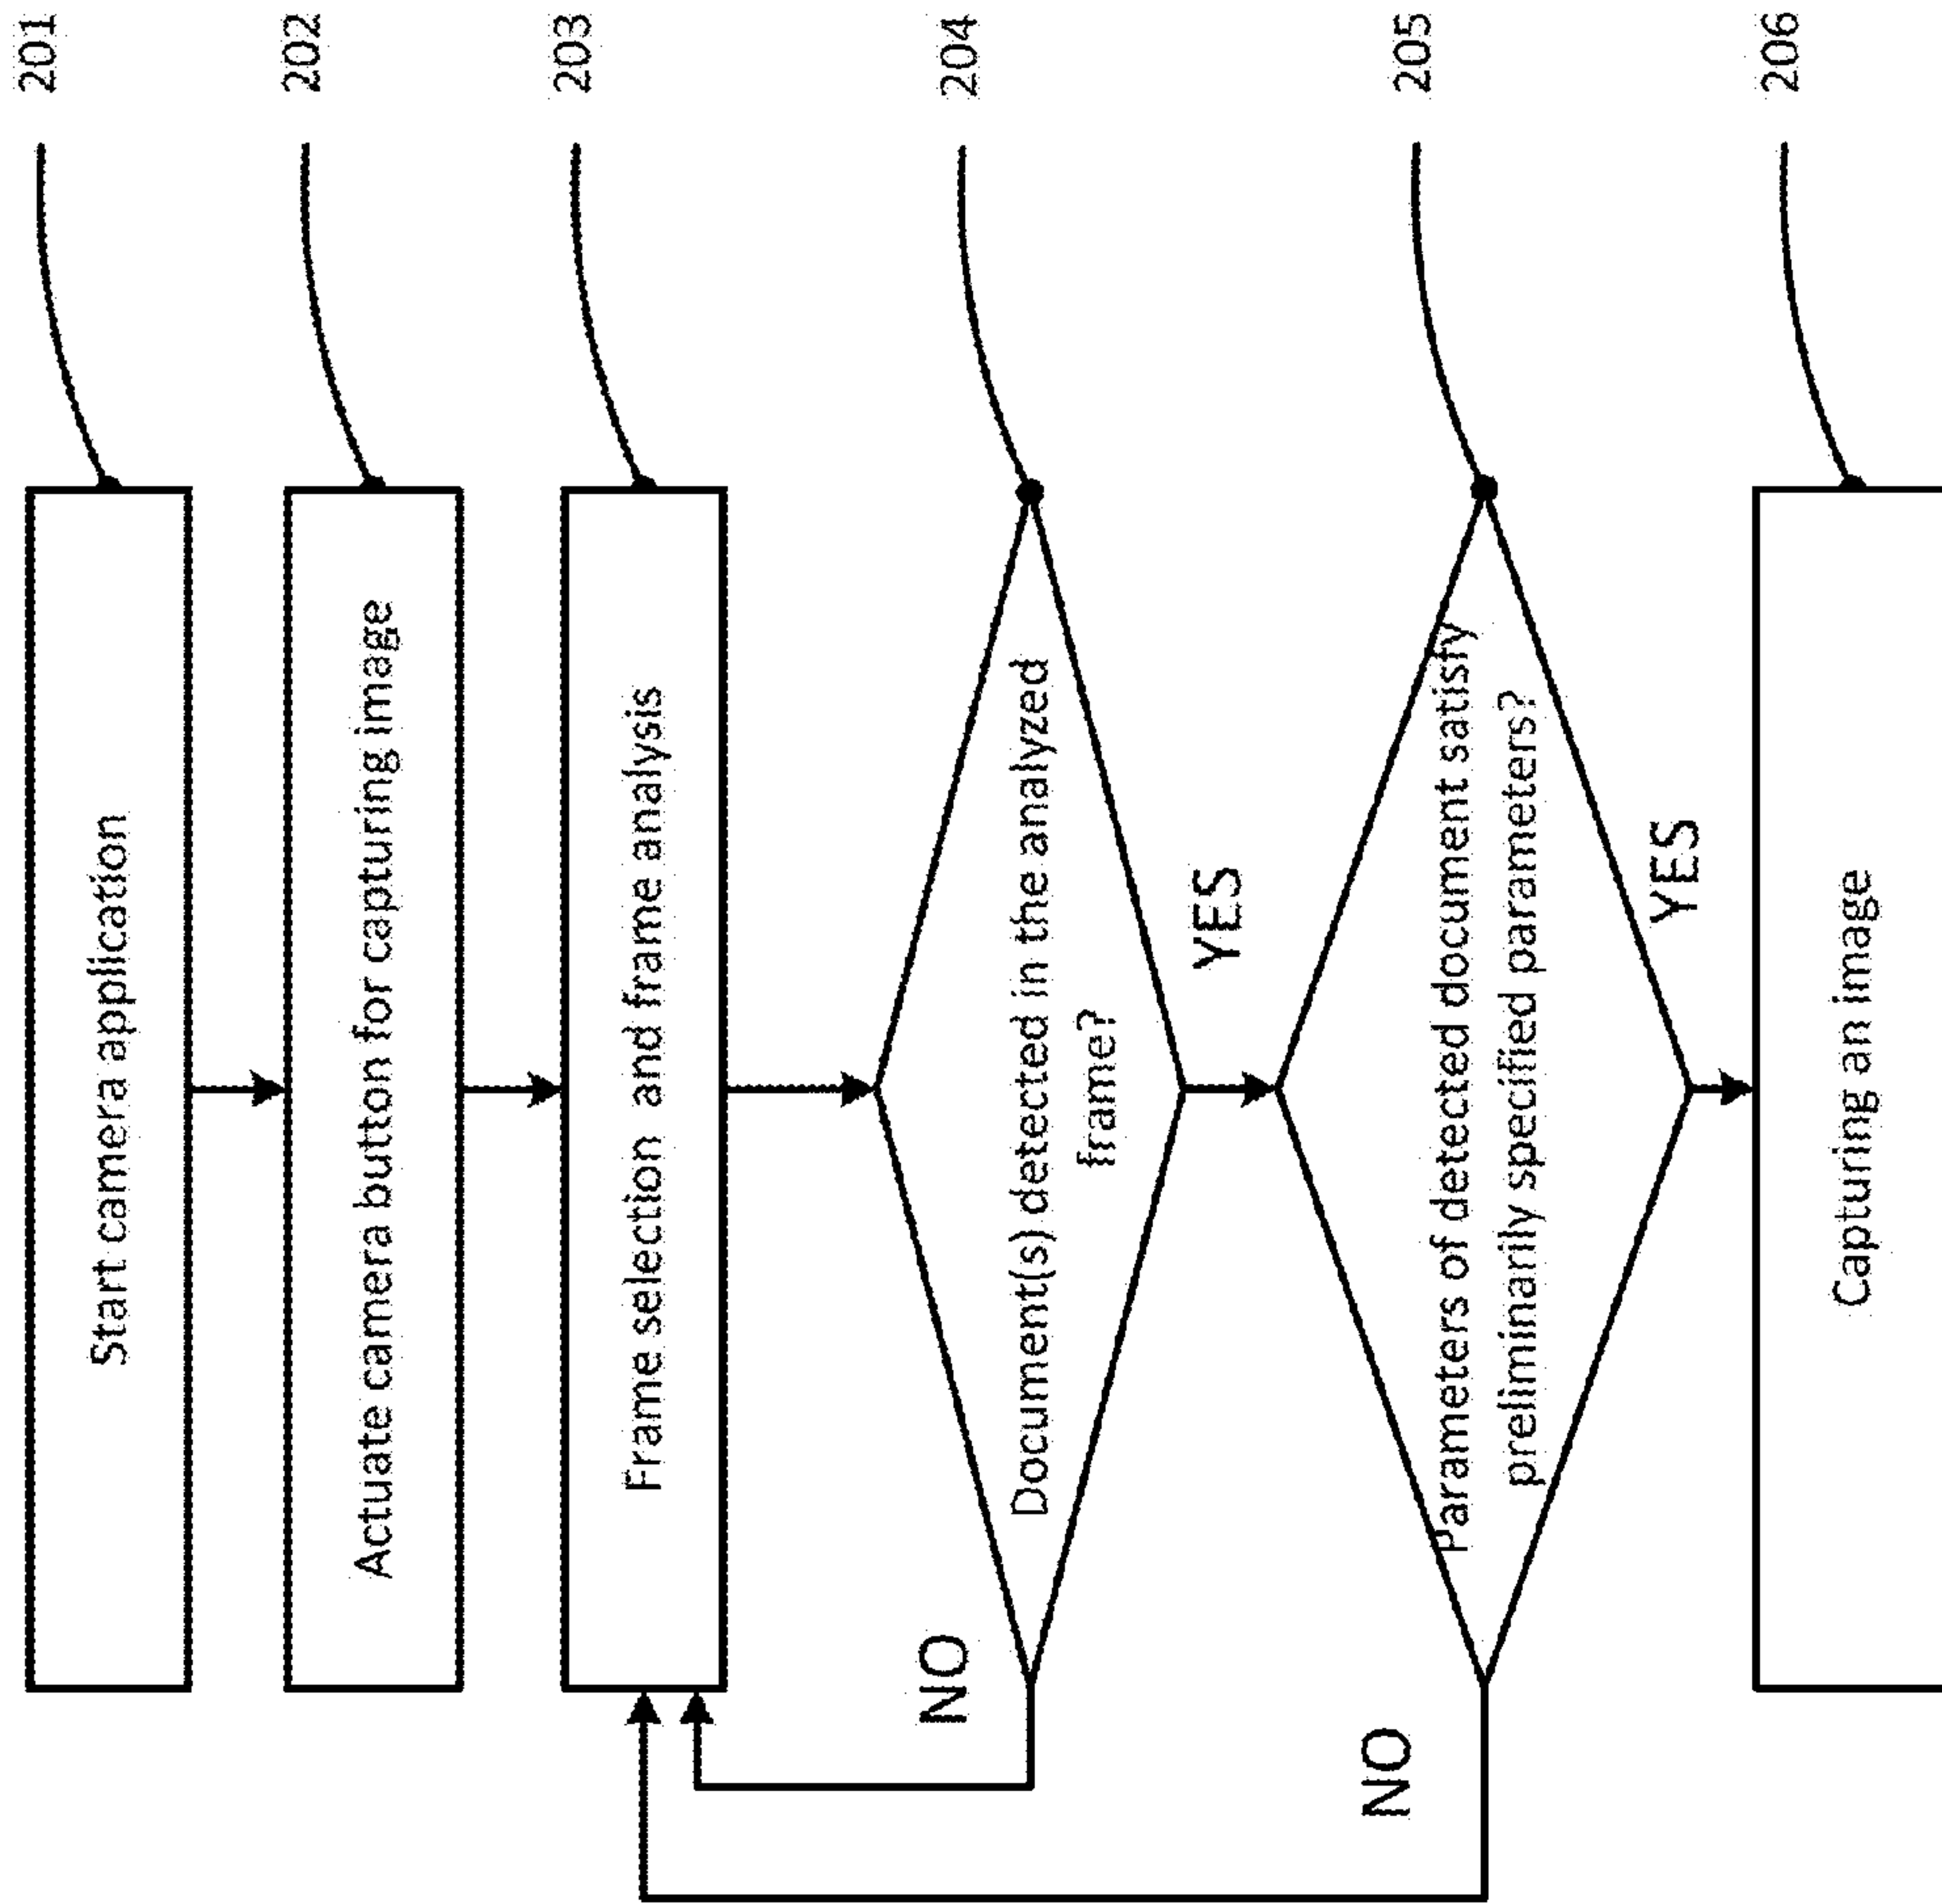 Start camera application
201
Actuate camera button for capturing image
202
Frame selection and frame analysis
203
NO
Document(s) detected in the analyzed
frame?
204
YES
NO
Parameters of detected document satisfy
preliminarily specified parameters?
205
YES
Capturing an image
206